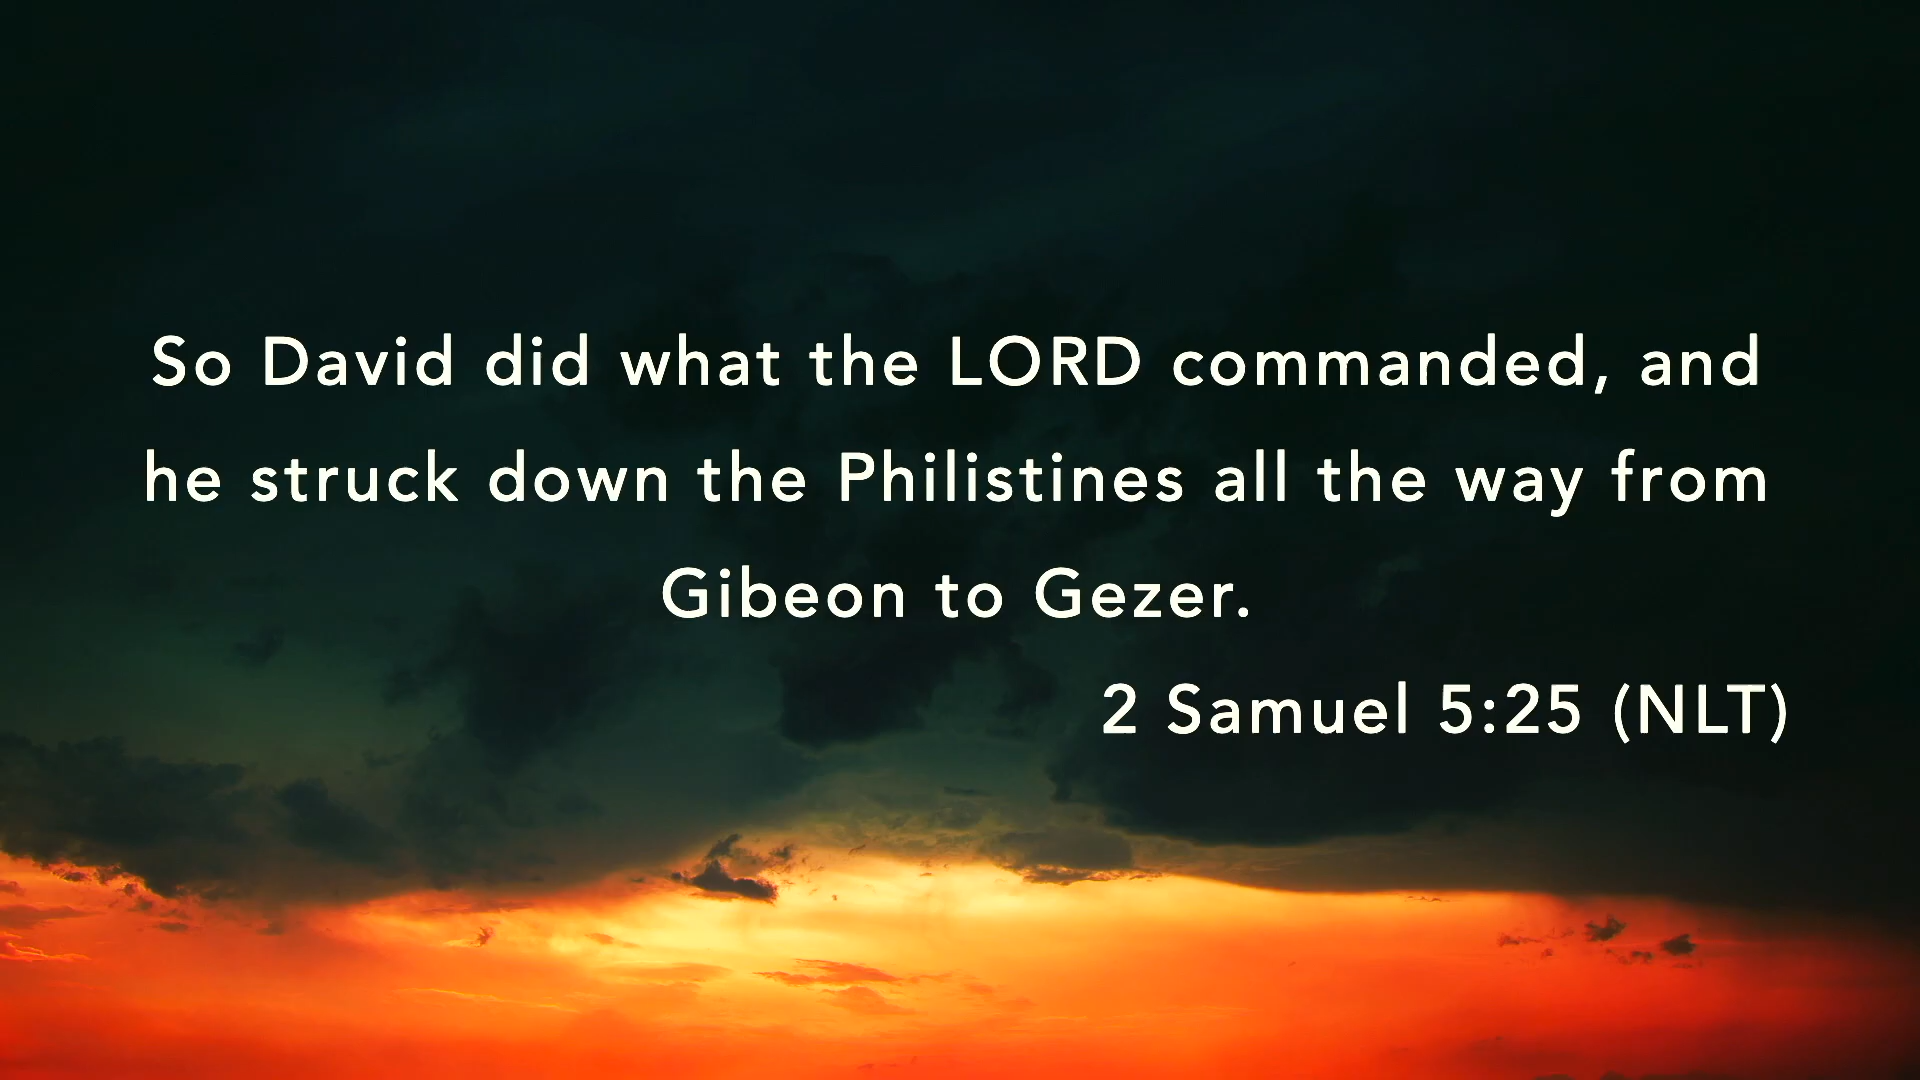 So David did what the LORD commanded, and
he struck down the Philistines all the way from
Gibeon to Gezer.
2 Samuel 5:25 (NLT)